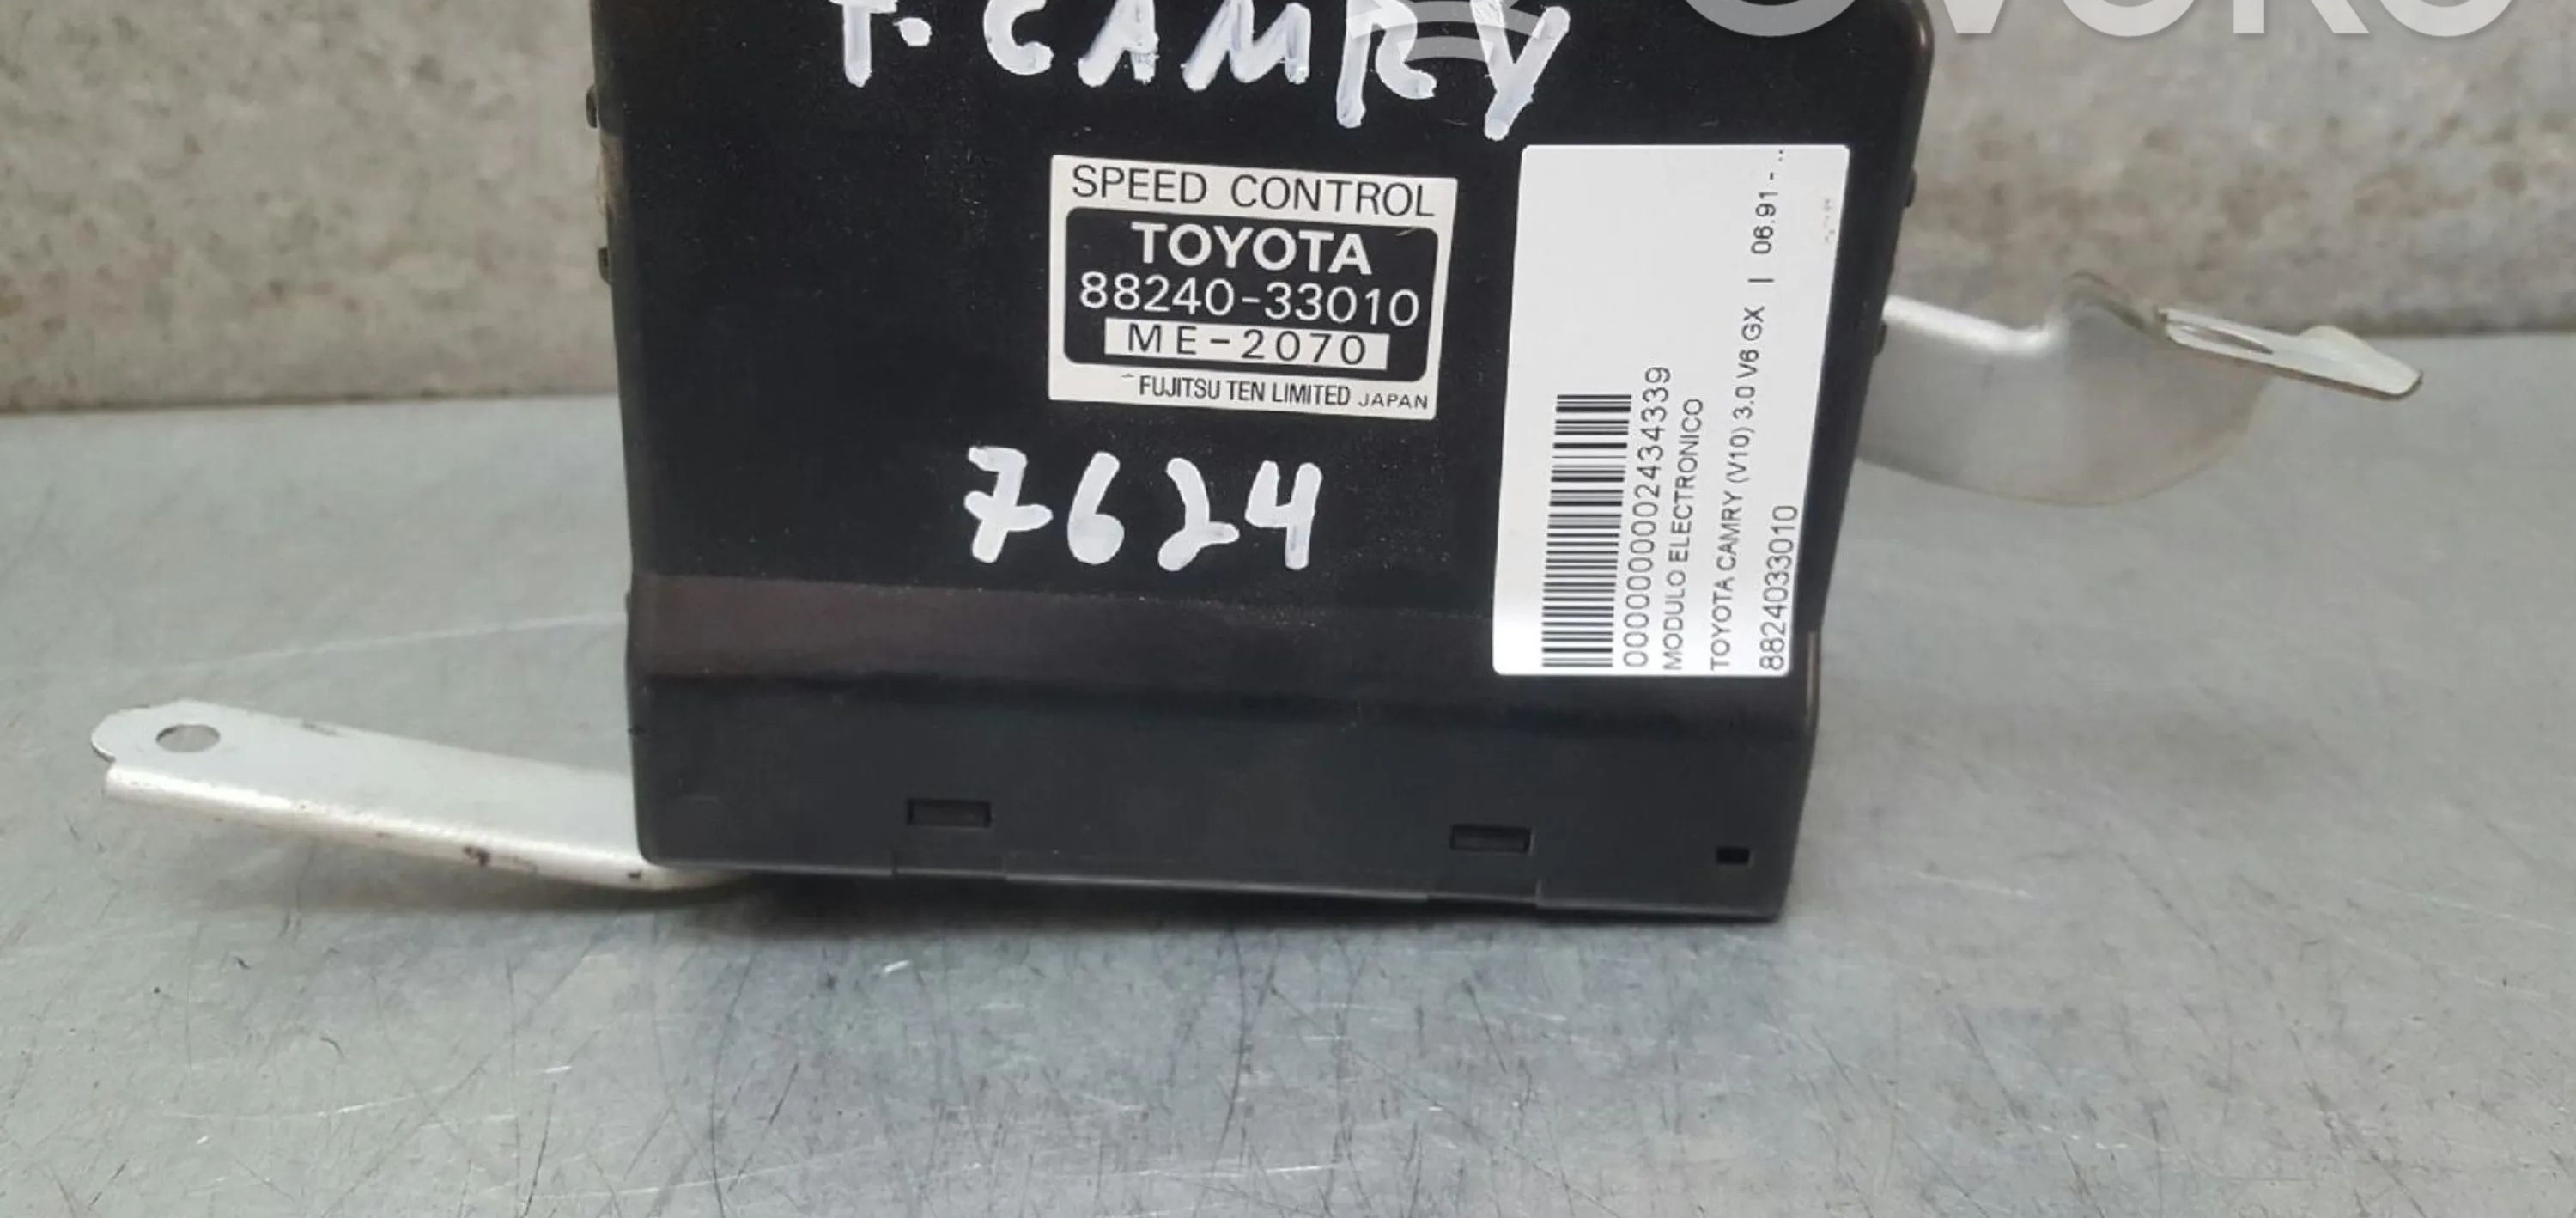 T. CAMRY
SPEED CONTROL
TOYOTA
88240-33010
ME-2070
FUJITSU TEN LIMITED JAPAN
7624
0000000002434339
MODULO ELECTRONICO
TOYOTA CAMRY (V10) 3.0 V6 GX | 06.91 - ..
8824033010